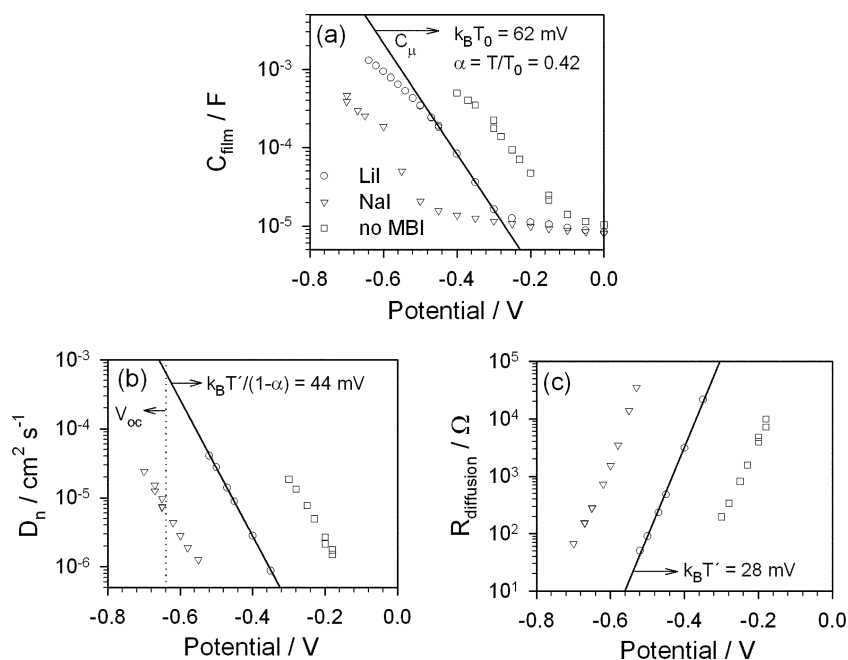 (a)
C_μ
k_BT_0 = 62 mV
α = T/T_0 = 0.42
C_film / F
10^-3
10^-4
10^-5
LiI
NaI
no MBI
-0.8 -0.6 -0.4 -0.2 0.0
Potential / V
(b)
k_BT´/(1-α) = 44 mV
V_oc
D_n / cm^2 s^-1
10^-3
10^-4
10^-5
10^-6
-0.8 -0.6 -0.4 -0.2 0.0
Potential / V
(c)
R_diffusion / Ω
10^5
10^4
10^3
10^2
10^1
k_BT´ = 28 mV
-0.8 -0.6 -0.4 -0.2 0.0
Potential / V